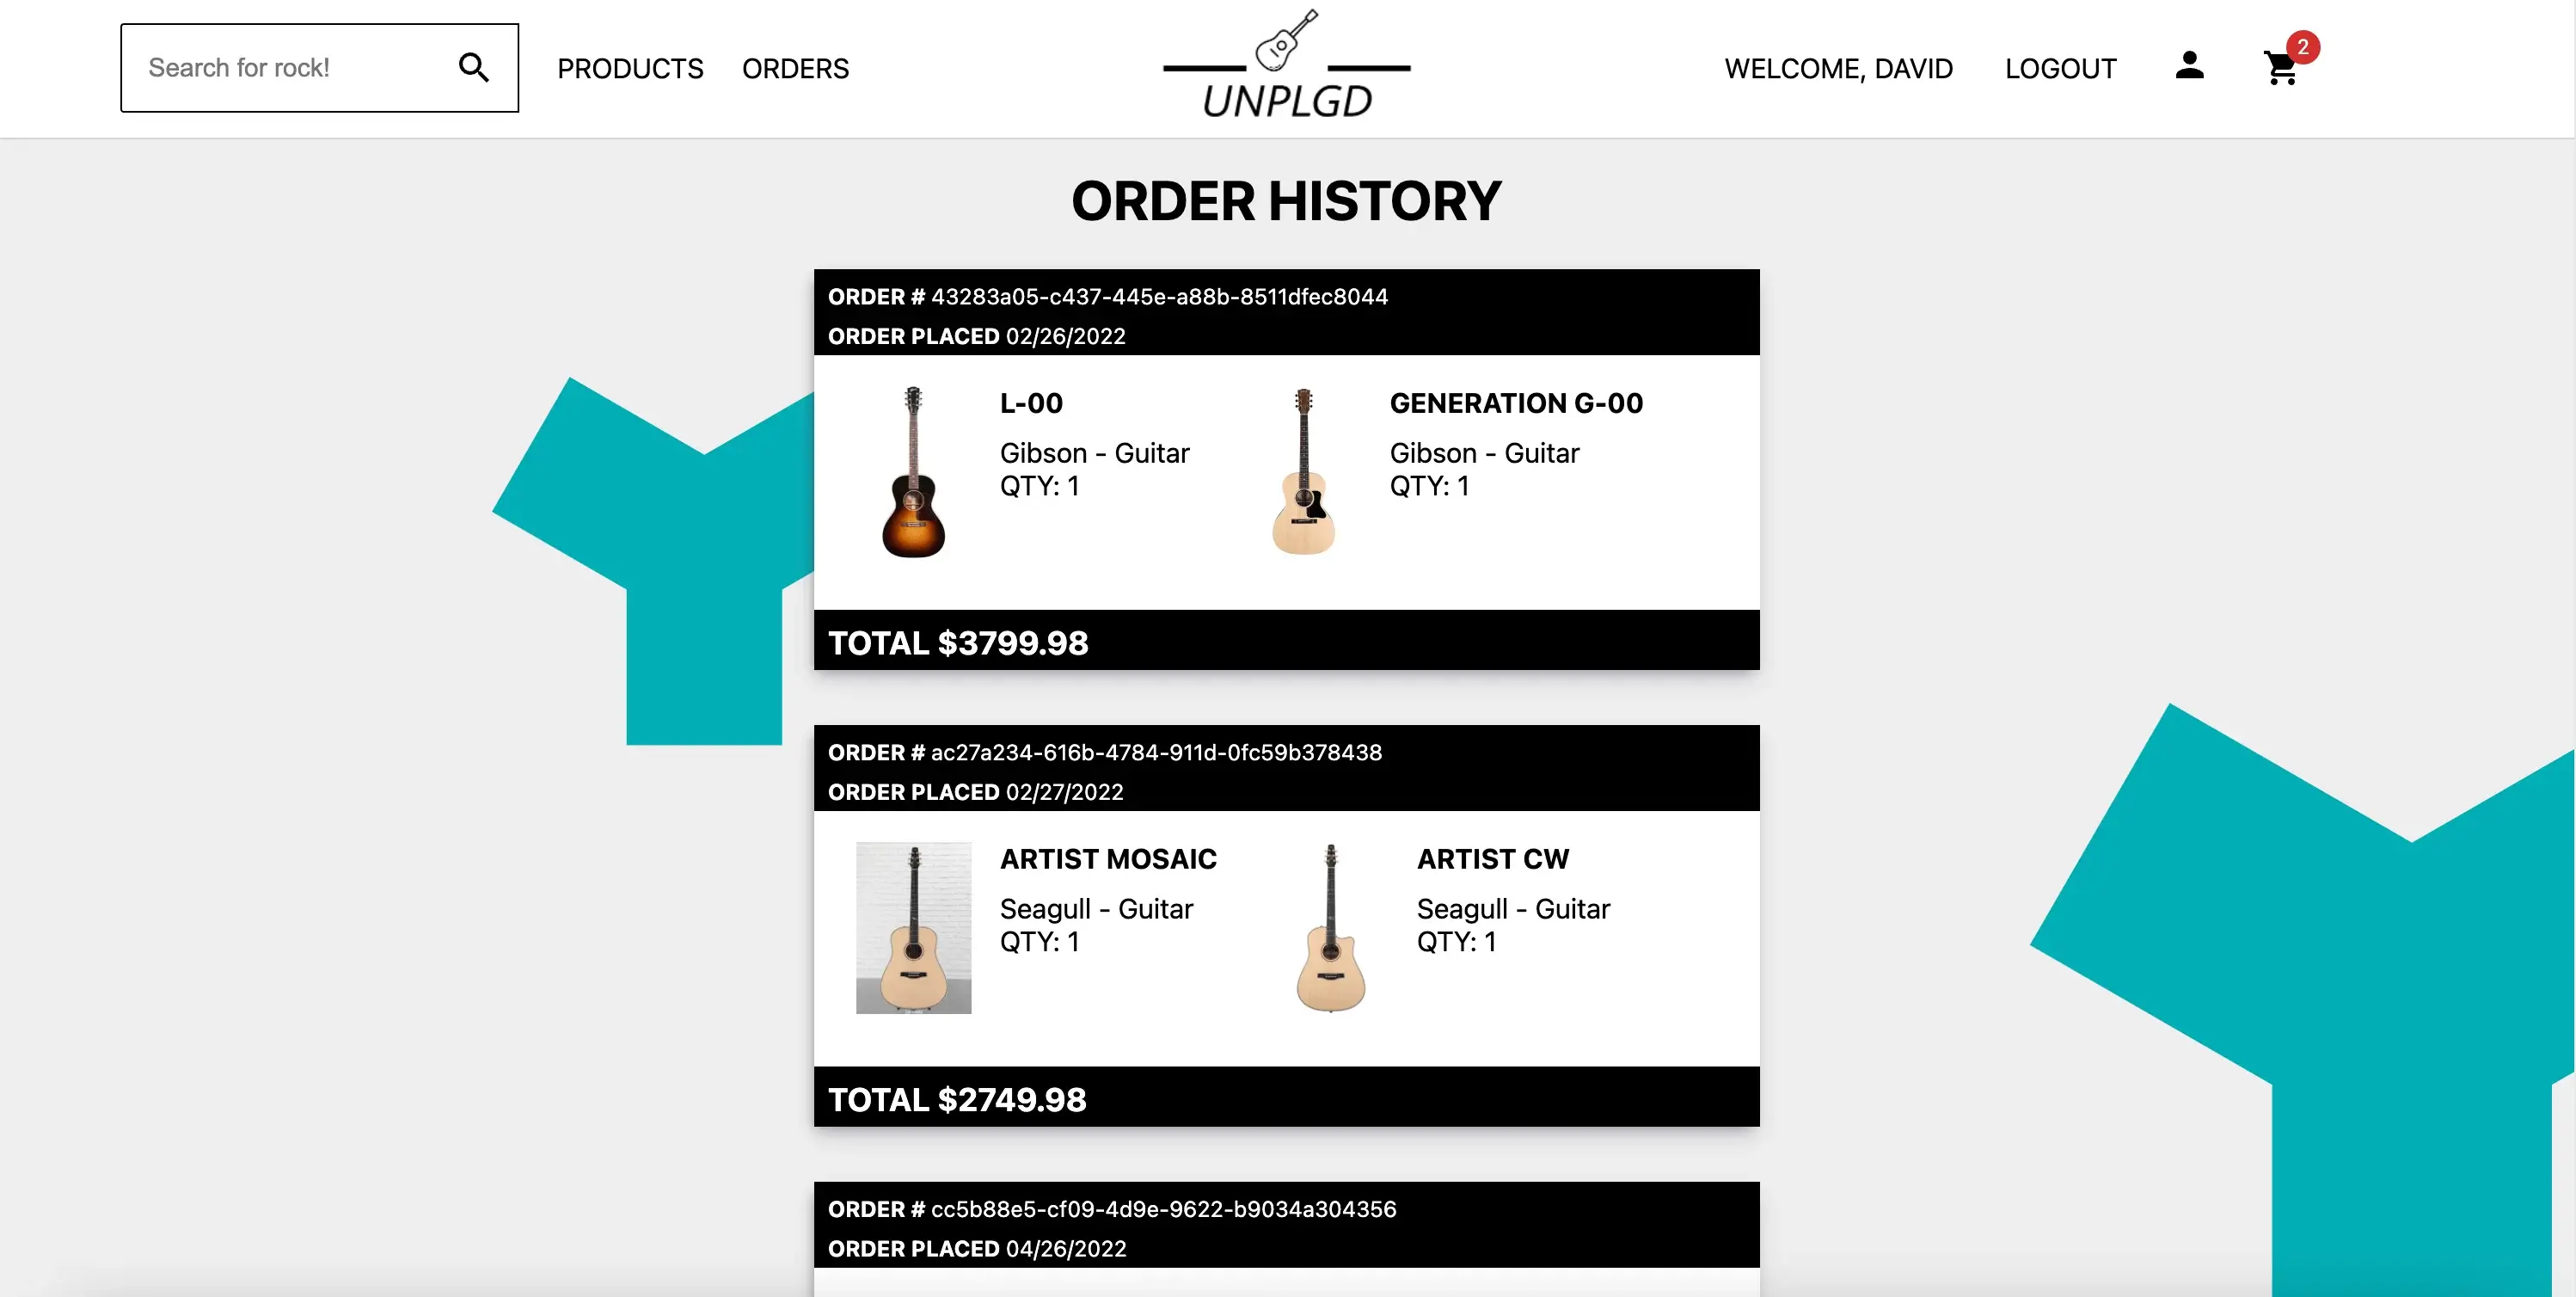 Search for rock!
PRODUCTS
ORDERS
UNPLGD
WELCOME, DAVID
LOGOUT
2
ORDER HISTORY
ORDER # 43283a05-c437-445e-a88b-8511dfec8044
ORDER PLACED 02/26/2022
L-00
Gibson - Guitar
QTY: 1
GENERATION G-00
Gibson - Guitar
QTY: 1
TOTAL $3799.98
ORDER # ac27a234-616b-4784-911d-0fc59b378438
ORDER PLACED 02/27/2022
ARTIST MOSAIC
Seagull - Guitar
QTY: 1
ARTIST CW
Seagull - Guitar
QTY: 1
TOTAL $2749.98
ORDER # cc5b88e5-cf09-4d9e-9622-b9034a304356
ORDER PLACED 04/26/2022